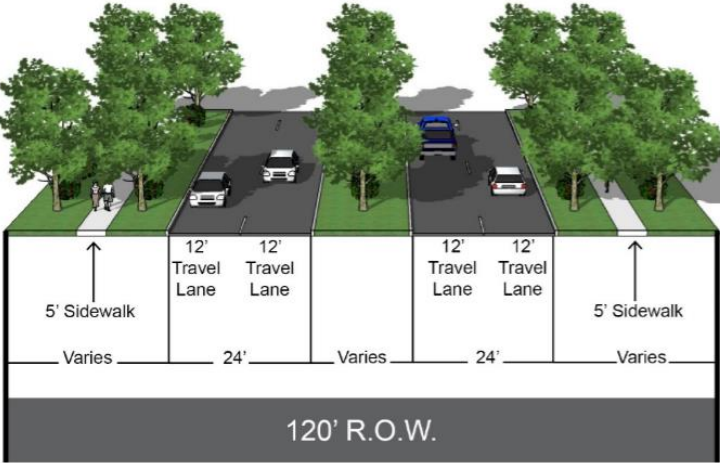 12' 12' 12' 12'
Travel Travel Travel Travel
Lane Lane Lane Lane
5' Sidewalk 5' Sidewalk
Varies 24' Varies 24' Varies
120' R.O.W.